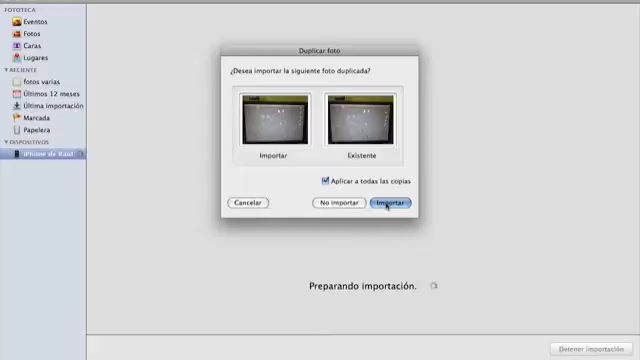 FOTOTECA
Eventos
Fotos
Caras
Lugares
RECIENTE
fotos varias
Últimos 12 meses
Última importación
Marcada
Papelera
DISPOSITIVOS
iPhone de Raul
Duplicar foto
¿Desea importar la siguiente foto duplicada?
Importar
Existente
Aplicar a todas las copias
Cancelar
No importar
Importar
Preparando importación.
Detener importación